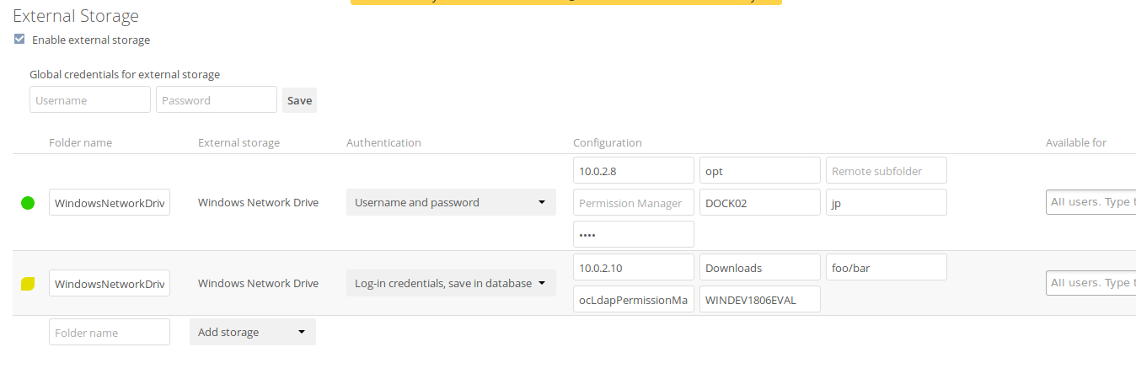 External Storage
Enable external storage
Global credentials for external storage
Username Password Save
Folder name External storage Authentication Configuration Available for
10.0.2.8 opt Remote subfolder
WindowsNetworkDriv Windows Network Drive Username and password Permission Manager DOCK02 jp All users. Type t
••••
10.0.2.10 Downloads foo/bar
WindowsNetworkDriv Windows Network Drive Log-in credentials, save in database All users. Type t
ocLdapPermissionMa WINDEV1806EVAL
Folder name Add storage